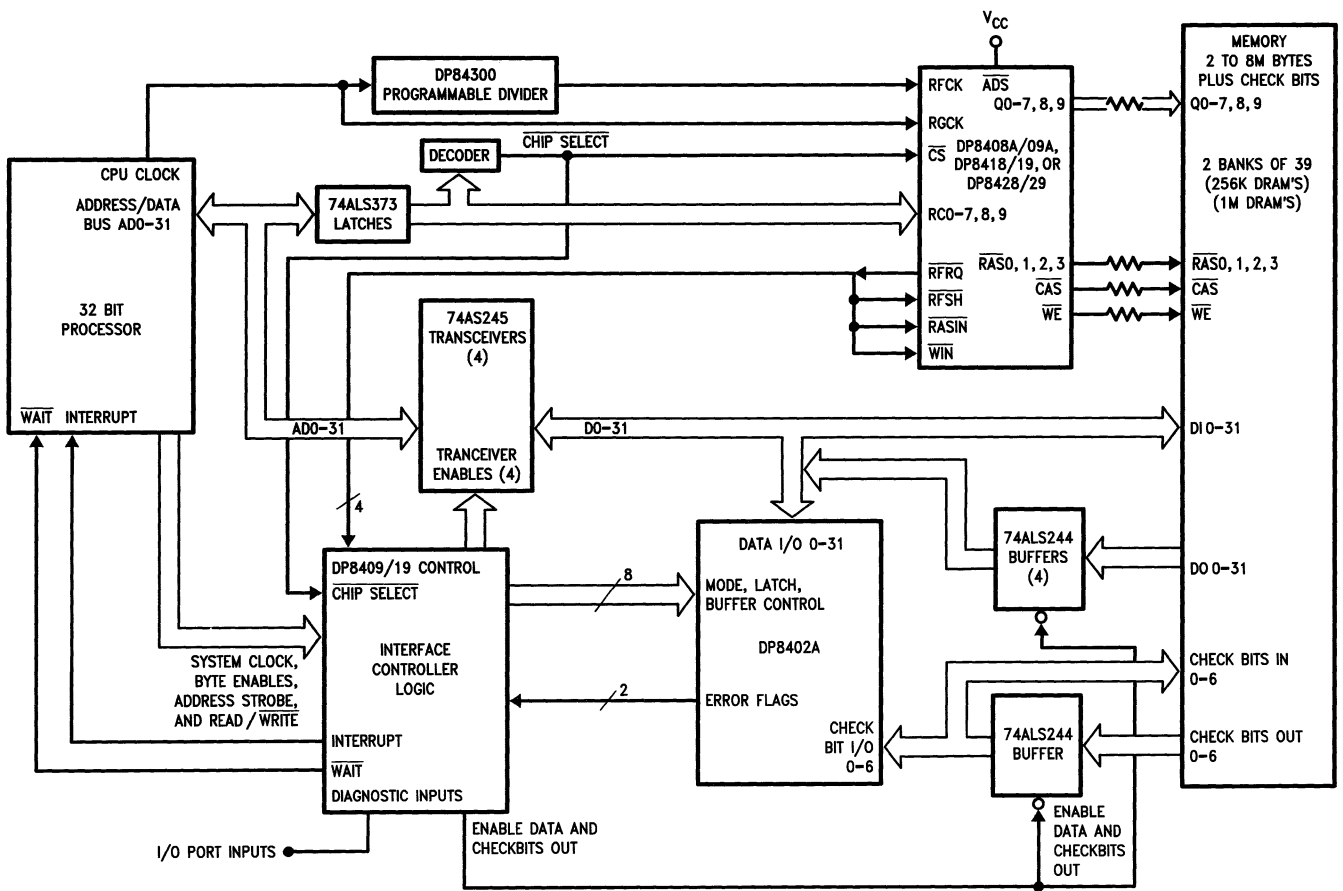 V
CC
MEMORY
2 TO 8M BYTES
PLUS CHECK BITS
Q0-7, 8, 9
2 BANKS OF 39
(256K DRAM'S)
(1M DRAM'S)
RAS0, 1, 2, 3
CAS
WE
DI 0-31
DO 0-31
CHECK BITS IN
0-6
CHECK BITS OUT
0-6
DP84300
PROGRAMMABLE DIVIDER
RFCK
ADS
Q0-7, 8, 9
RGCK
CS
DP8408A/09A,
DP8418/19, OR
DP8428/29
RC0-7, 8, 9
RFRQ
RAS0, 1, 2, 3
RFSH
CAS
RASIN
WE
WIN
DECODER
CHIP SELECT
74ALS373
LATCHES
CPU CLOCK
ADDRESS/DATA
BUS AD0-31
32 BIT
PROCESSOR
WAIT INTERRUPT
74AS245
TRANSCEIVERS
(4)
TRANCEIVER
ENABLES (4)
AD0-31
D0-31
4
DP8409/19 CONTROL
CHIP SELECT
INTERFACE
CONTROLLER
LOGIC
INTERRUPT
WAIT
DIAGNOSTIC INPUTS
SYSTEM CLOCK,
BYTE ENABLES,
ADDRESS STROBE,
AND READ/WRITE
8
2
DATA I/O 0-31
MODE, LATCH,
BUFFER CONTROL
DP8402A
ERROR FLAGS
CHECK
BIT I/O
0-6
74ALS244
BUFFERS
(4)
74ALS244
BUFFER
I/O PORT INPUTS
ENABLE DATA AND
CHECKBITS OUT
ENABLE
DATA AND
CHECKBITS
OUT